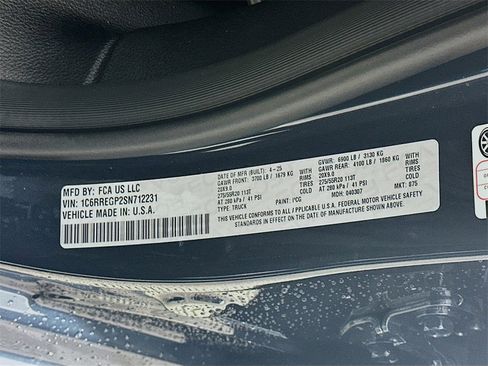 MFD. BY: FCA US LLC
VIN: 1C6RREGP2SN712231
VEHICLE MADE IN U.S.A.
DATE OF MFR (BUILT): 4-25
GAWR FRONT: 3700 LB / 1679 KG
20X9.0 RIMS
275/55R20 113T TIRES
AT 280 kPa / 41 PSI COLD
TYPE: TRUCK PAINT: PCG
GVWR: 6900 LB / 3130 KG
GAWR REAR: 4100 LB / 1860 KG
20X9.0 RIMS
275/55R20 113T TIRES
AT 280 kPa / 41 PSI COLD
MDH: 040307 MKT: 875
THIS VEHICLE CONFORMS TO ALL APPLICABLE FEDERAL MOTOR VEHICLE SAFETY
STANDARDS IN EFFECT ON THE DATE OF MANUFACTURE SHOWN ABOVE.